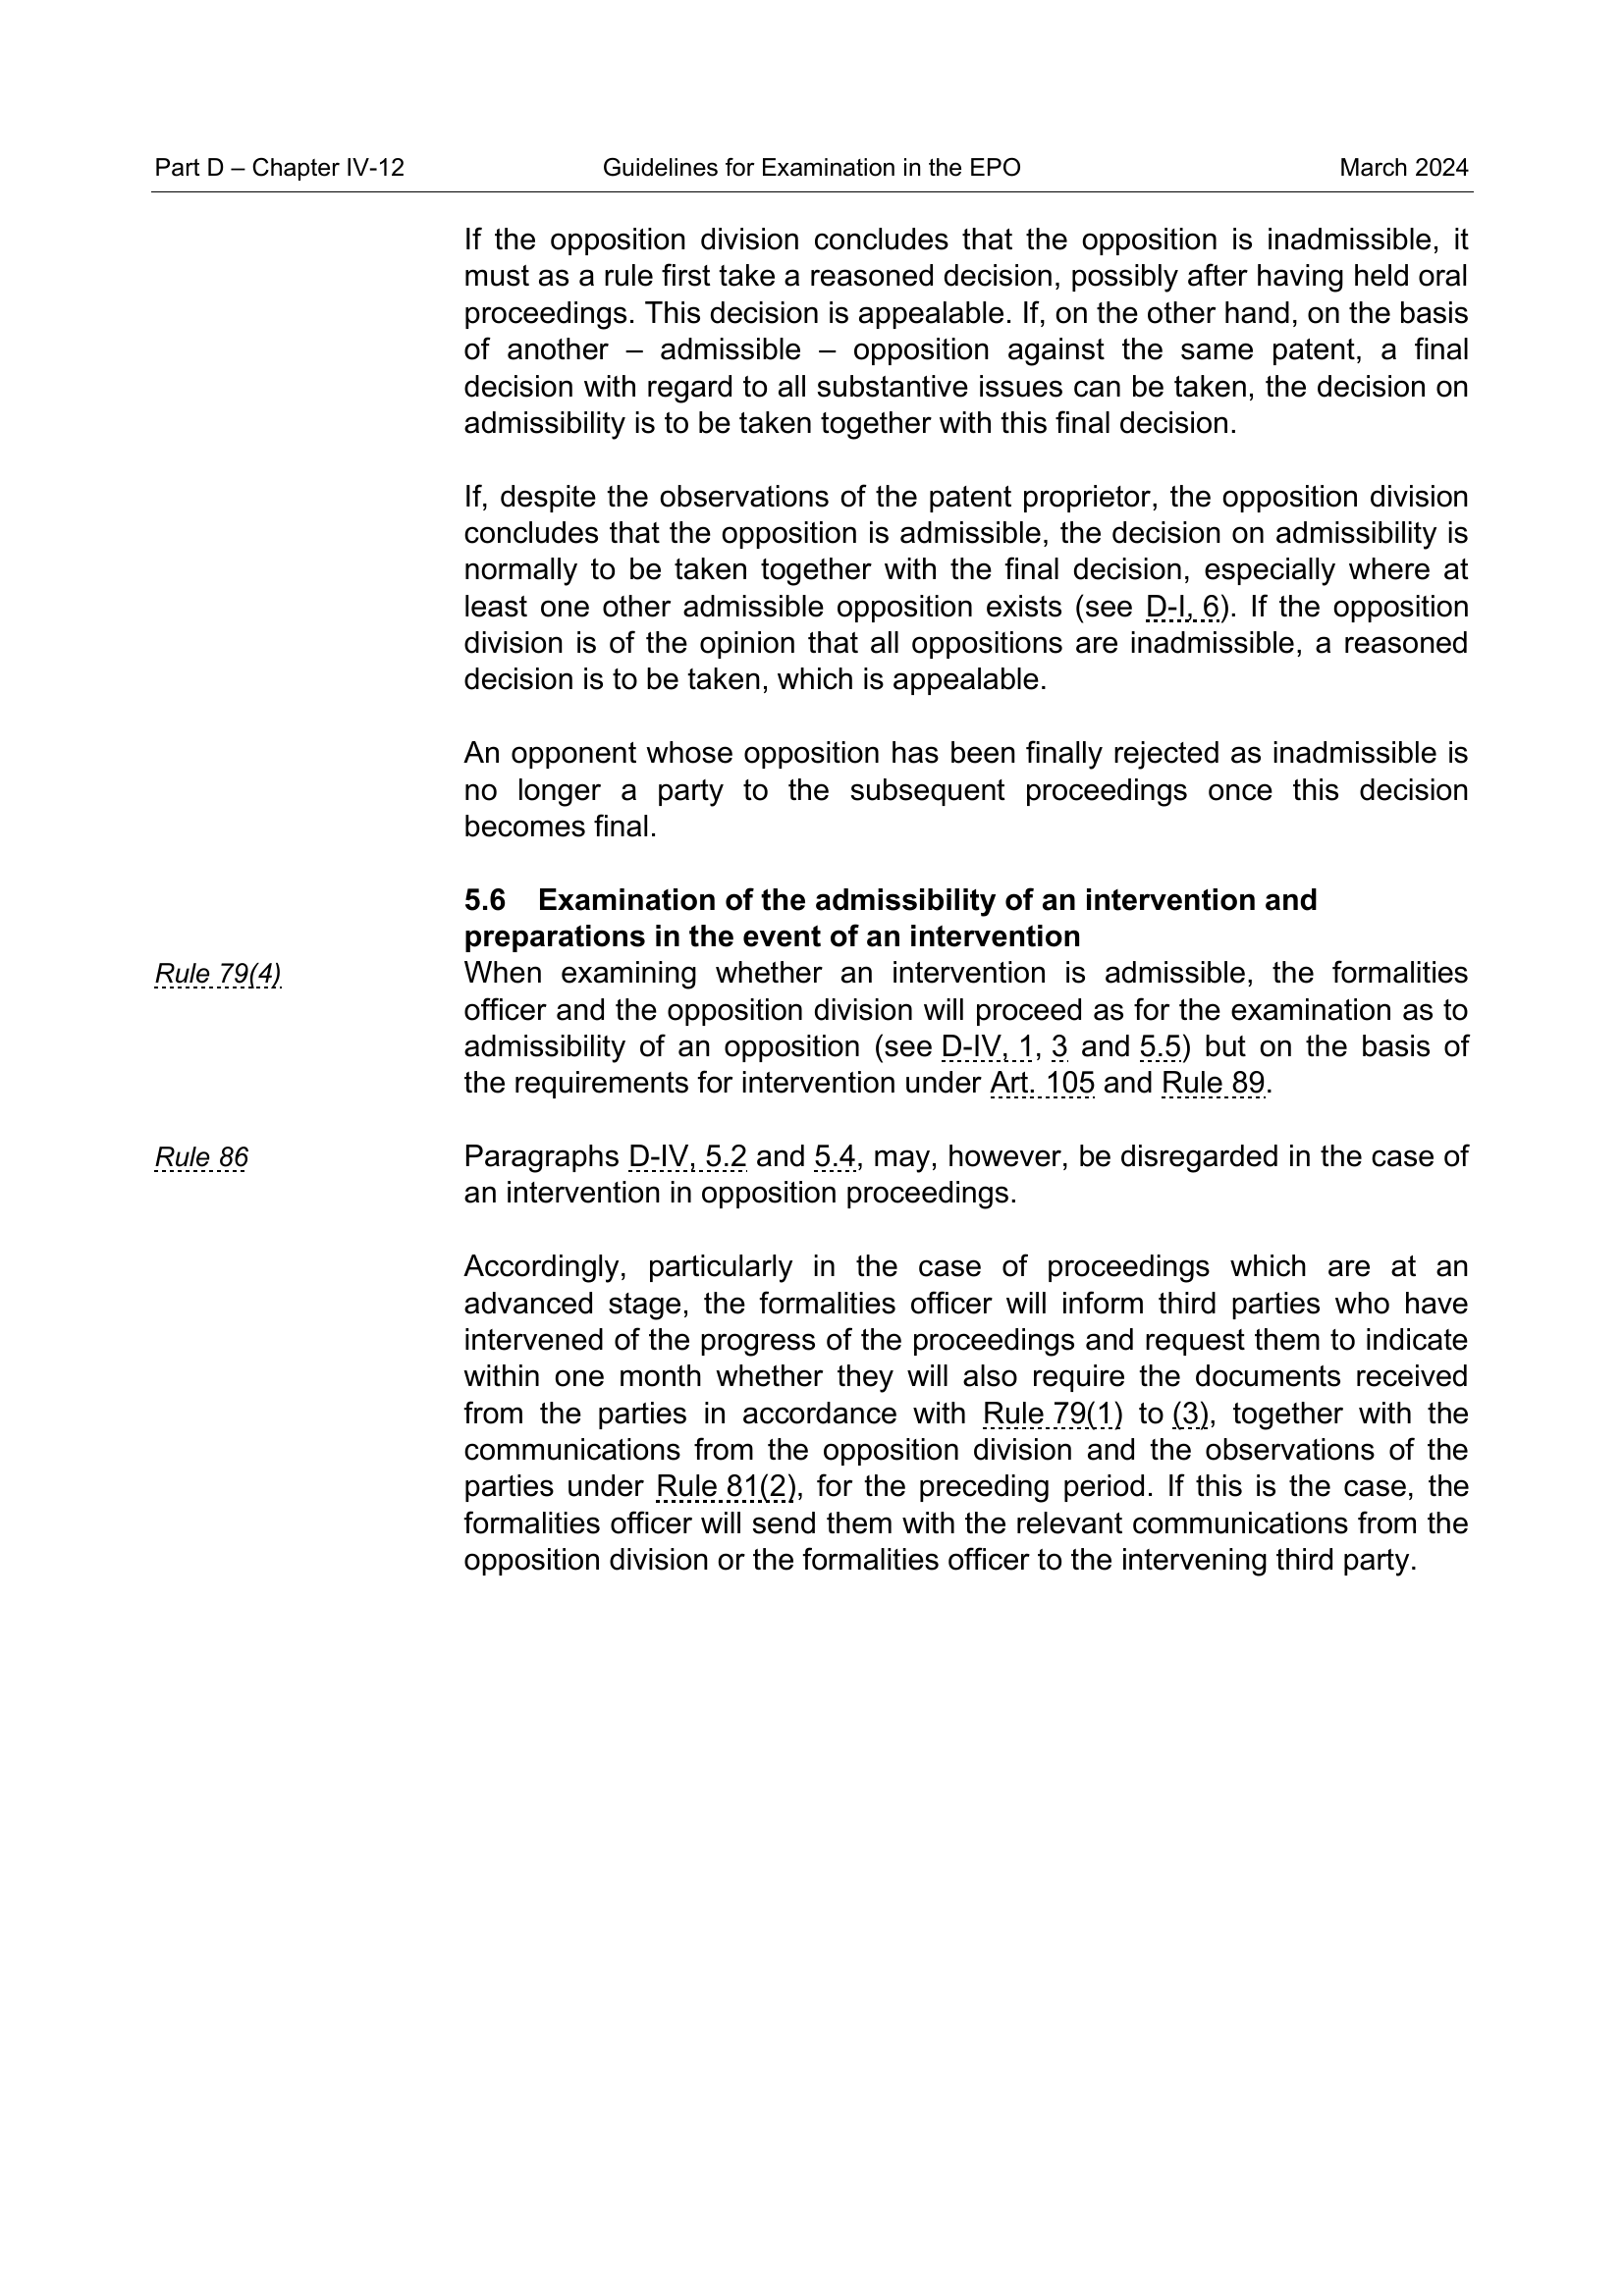 Part D – Chapter IV-12 Guidelines for Examination in the EPO March 2024
If the opposition division concludes that the opposition is inadmissible, it
must as a rule first take a reasoned decision, possibly after having held oral
proceedings. This decision is appealable. If, on the other hand, on the basis
of another – admissible – opposition against the same patent, a final
decision with regard to all substantive issues can be taken, the decision on
admissibility is to be taken together with this final decision.
If, despite the observations of the patent proprietor, the opposition division
concludes that the opposition is admissible, the decision on admissibility is
normally to be taken together with the final decision, especially where at
least one other admissible opposition exists (see D-I, 6). If the opposition
division is of the opinion that all oppositions are inadmissible, a reasoned
decision is to be taken, which is appealable.
An opponent whose opposition has been finally rejected as inadmissible is
no longer a party to the subsequent proceedings once this decision
becomes final.
5.6 Examination of the admissibility of an intervention and
preparations in the event of an intervention
Rule 79(4) When examining whether an intervention is admissible, the formalities
officer and the opposition division will proceed as for the examination as to
admissibility of an opposition (see D-IV, 1, 3 and 5.5) but on the basis of
the requirements for intervention under Art. 105 and Rule 89.
Rule 86 Paragraphs D-IV, 5.2 and 5.4, may, however, be disregarded in the case of
an intervention in opposition proceedings.
Accordingly, particularly in the case of proceedings which are at an
advanced stage, the formalities officer will inform third parties who have
intervened of the progress of the proceedings and request them to indicate
within one month whether they will also require the documents received
from the parties in accordance with Rule 79(1) to (3), together with the
communications from the opposition division and the observations of the
parties under Rule 81(2), for the preceding period. If this is the case, the
formalities officer will send them with the relevant communications from the
opposition division or the formalities officer to the intervening third party.